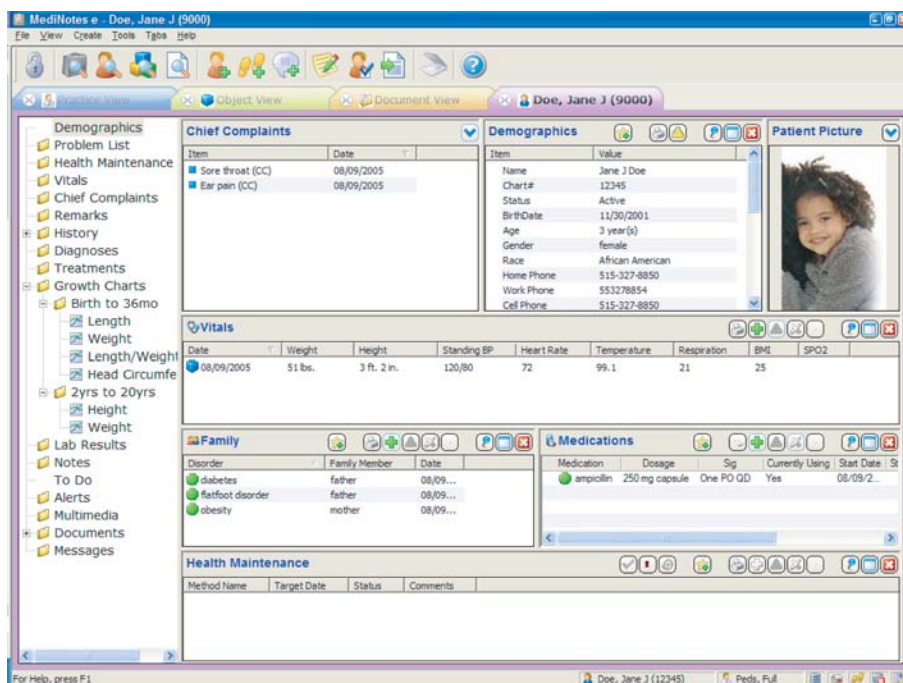 MediNotes e - Doe, Jane J (9000)
File View Create Tools Tabs Help
Practice View Object View Document View Doe, Jane J (9000)
Demographics
Problem List
Health Maintenance
Vitals
Chief Complaints
Remarks
History
Diagnoses
Treatments
Growth Charts
Birth to 36mo
Length
Weight
Length/Weight
Head Circumfe
2yrs to 20yrs
Height
Weight
Lab Results
Notes
To Do
Alerts
Multimedia
Documents
Messages
Chief Complaints
Item Date
Sore throat (CC) 08/09/2005
Ear pain (CC) 08/09/2005
Demographics
Item Value
Name Jane J Doe
Chart# 12345
Status Active
BirthDate 11/30/2001
Age 3 year(s)
Gender female
Race African American
Home Phone 515-327-8850
Work Phone 553278854
Cell Phone 515-327-8850
Patient Picture
Vitals
Date Weight Height Standing BP Heart Rate Temperature Respiration BMI SPO2
08/09/2005 51 lbs. 3 ft. 2 in. 120/80 72 99.1 21 25
Family
Disorder Family Member Date
diabetes father 08/09...
flatfoot disorder father 08/09...
obesity mother 08/09...
Medications
Medication Dosage Sig Currently Using Start Date St
ampicillin 250 mg capsule One PO QD Yes 08/09/2...
Health Maintenance
Method Name Target Date Status Comments
For Help, press F1 Doe, Jane J (12345) Peds, Full